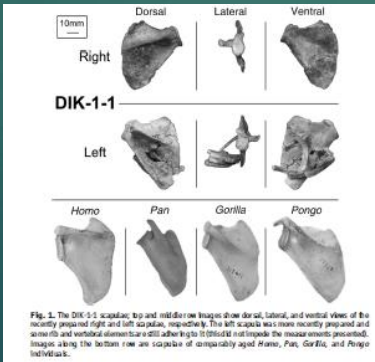 Dorsal Lateral Ventral
10mm
Right
DIK-1-1
Left
Homo Pan Gorilla Pongo
Fig. 1. The DIK-1-1 scapulae; top and middle row images show dorsal, lateral, and ventral views of the
recently prepared right and left scapulae, respectively. The left scapula was more recently prepared and
some rib and vertebral elements are still adhering to it (this did not impede the measurements presented).
Images along the bottom row are scapulae of comparably aged Homo, Pan, Gorilla, and Pongo
individuals.